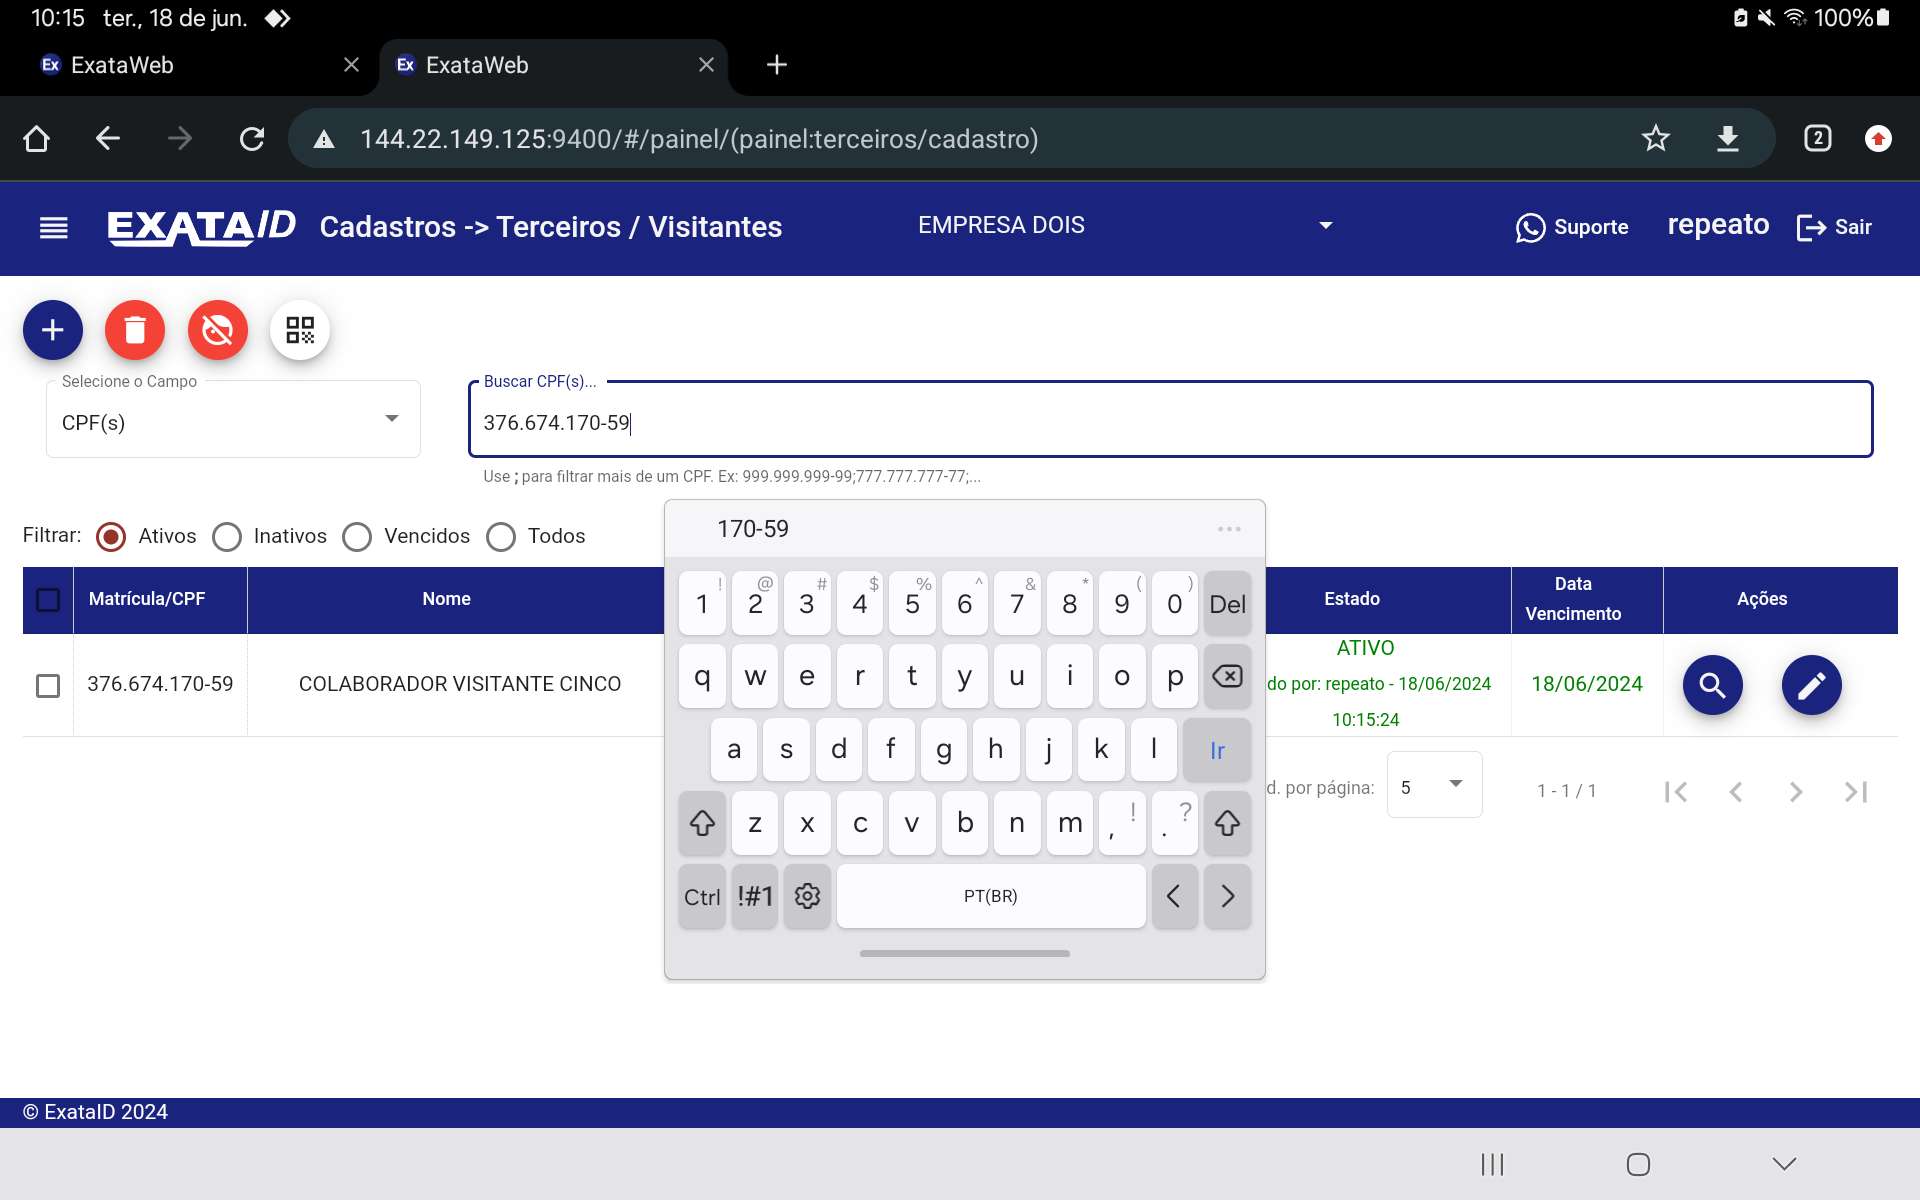 10:15 ter., 18 de jun. 100%
Ex ExataWeb Ex ExataWeb
144.22.149.125:9400/#/painel/(painel:terceiros/cadastro) 2
EXATAID Cadastros -> Terceiros / Visitantes EMPRESA DOIS Suporte repeato Sair
Selecione o Campo
CPF(s)
Buscar CPF(s)...
376.674.170-59
Use ; para filtrar mais de um CPF. Ex: 999.999.999-99;777.777.777-77;...
Filtrar: Ativos Inativos Vencidos Todos
Matrícula/CPF Nome Estado Data Vencimento Ações
376.674.170-59 COLABORADOR VISITANTE CINCO ATIVO
do por: repeato - 18/06/2024
10:15:24
18/06/2024
d. por página: 5 1 - 1 / 1
170-59
! @ # $ % ^ & * ( )
1 2 3 4 5 6 7 8 9 0 Del
q w e r t y u i o p
a s d f g h j k l Ir
z x c v b n m , ! . ?
Ctrl !#1 PT(BR) < >
© ExataID 2024